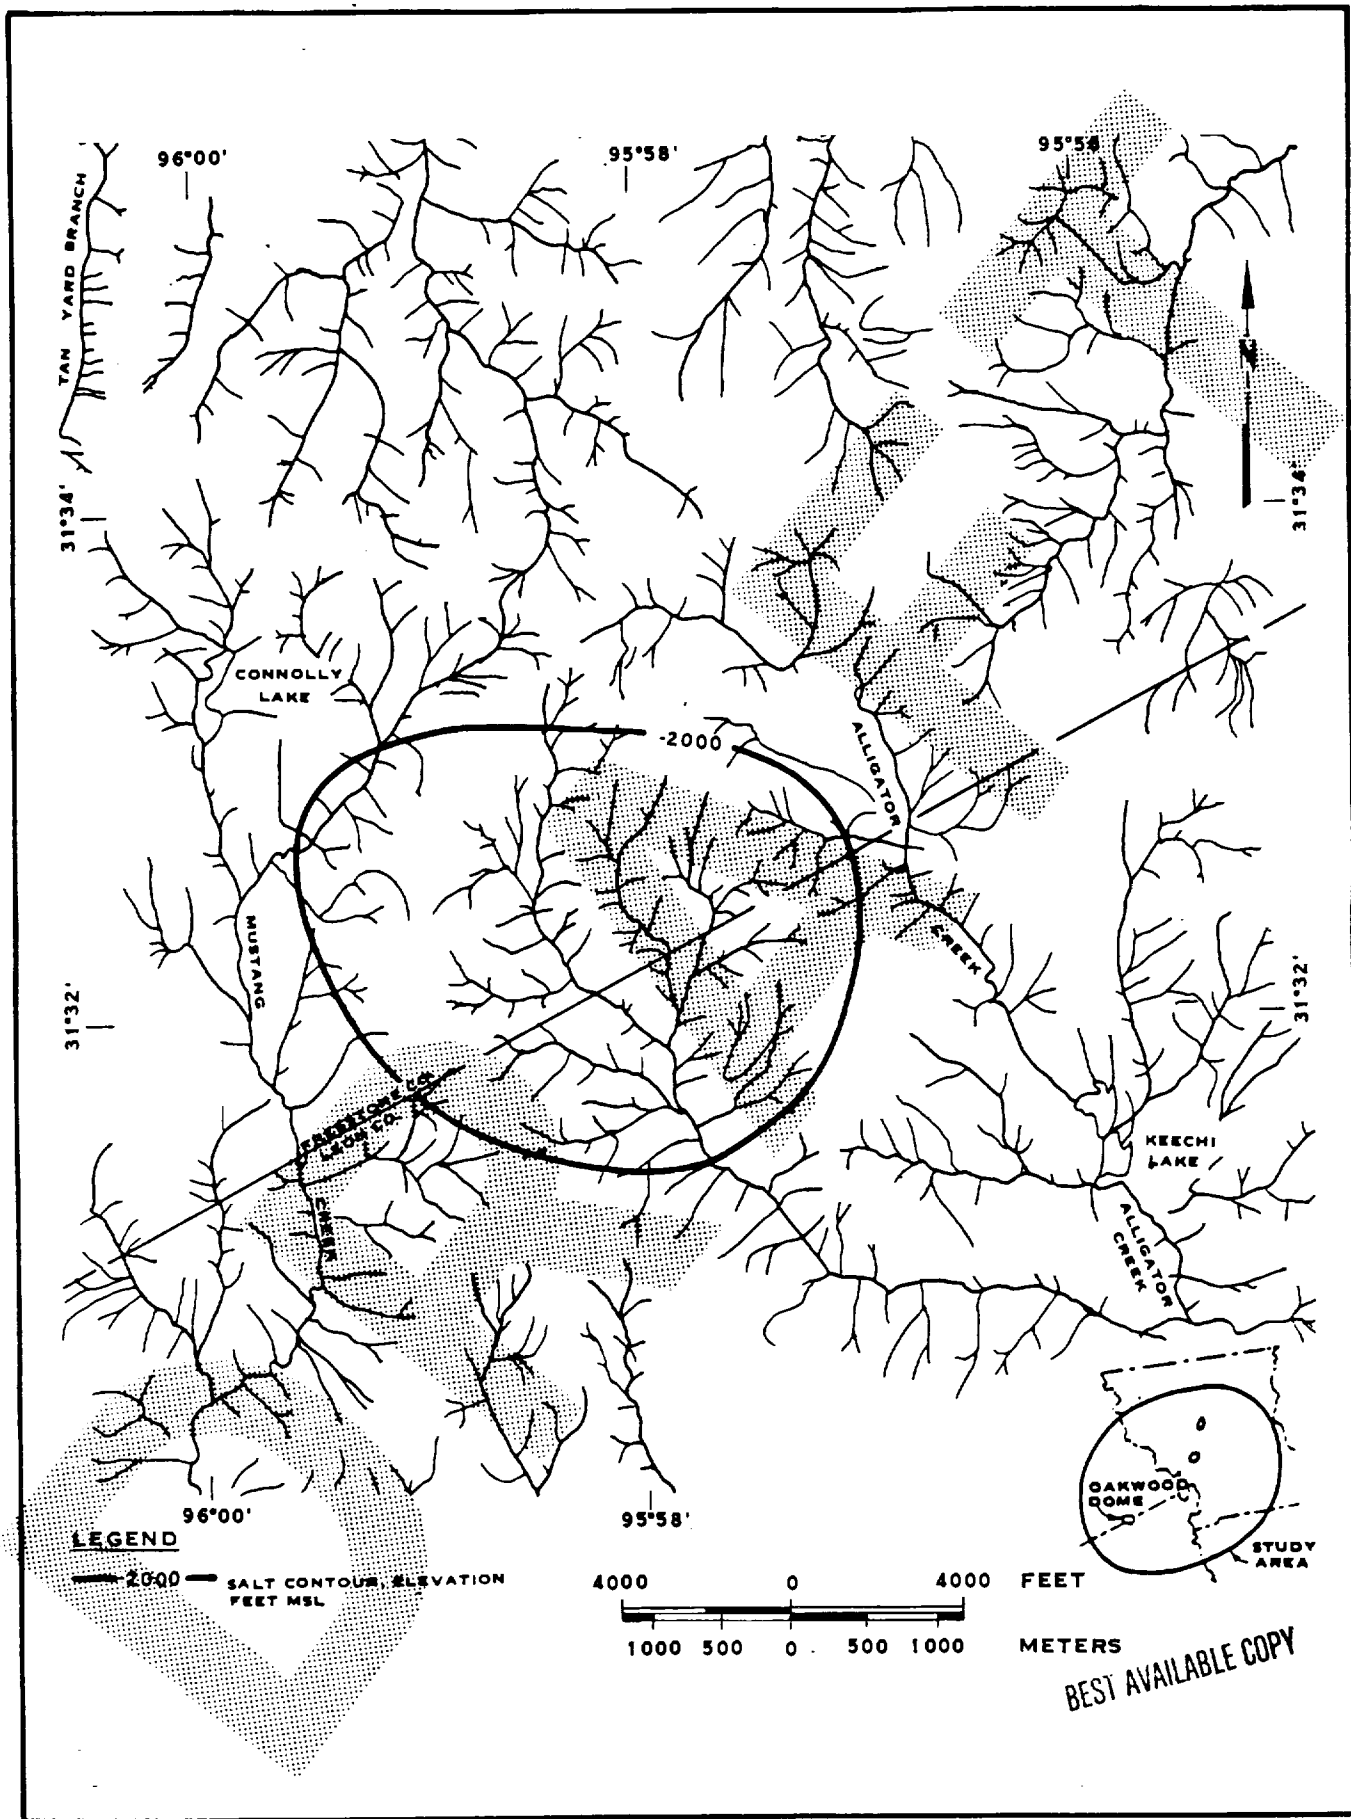 96°00'
95°58'
95°56'
TAN YARD BRANCH
N
31°34'
31°34'
CONNOLLY
LAKE
-2000
ALLIGATOR
CREEK
MUSTANG
CREEK
31°32'
31°32'
FREESTONE CO.
LEON CO.
KEECHI
LAKE
ALLIGATOR
CREEK
96°00'
95°58'
OAKWOOD
DOME
STUDY
AREA
LEGEND
-2000 SALT CONTOUR, ELEVATION
FEET MSL
4000 0 4000 FEET
1000 500 0 500 1000 METERS
BEST AVAILABLE COPY